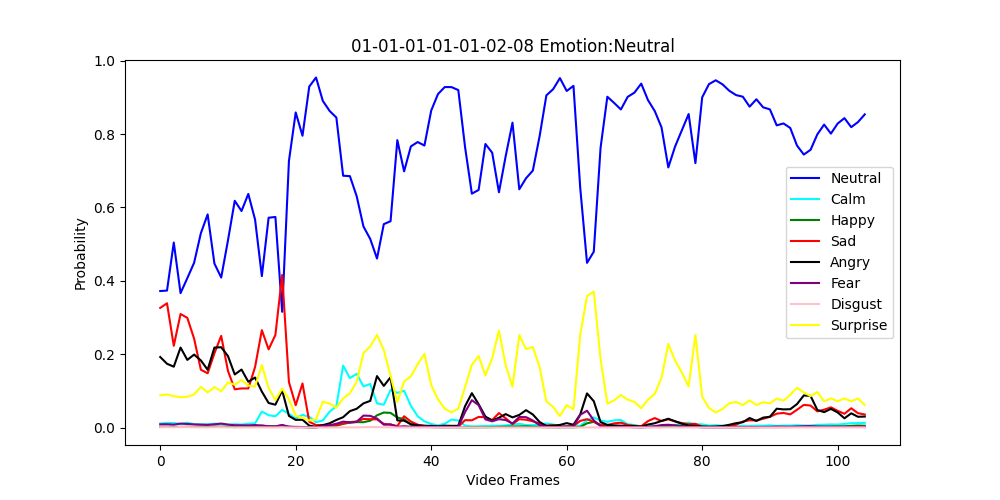 01-01-01-01-01-02-08 Emotion:Neutral
1.0
0.8
0.6
0.4
0.2
0.0
Probability
0
20
40
60
80
100
Video Frames
Neutral
Calm
Happy
Sad
Angry
Fear
Disgust
Surprise